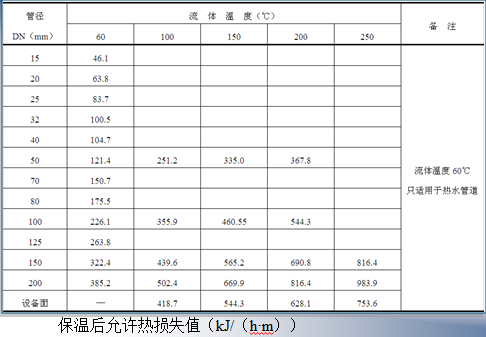 管径 流 体 温 度(℃) 备 注
DN(mm) 60 100 150 200 250
15 46.1
20 63.8
25 83.7
32 100.5
40 104.7
50 121.4 251.2 335.0 367.8
流体温度 60℃
70 150.7
只适用于热水管道
80 175.5
100 226.1 355.9 460.55 544.3
125 263.8
150 322.4 439.6 565.2 690.8 816.4
200 385.2 502.4 669.9 816.4 983.9
设备面 — 418.7 544.3 628.1 753.6
保温后允许热损失值(kJ/(h·m))